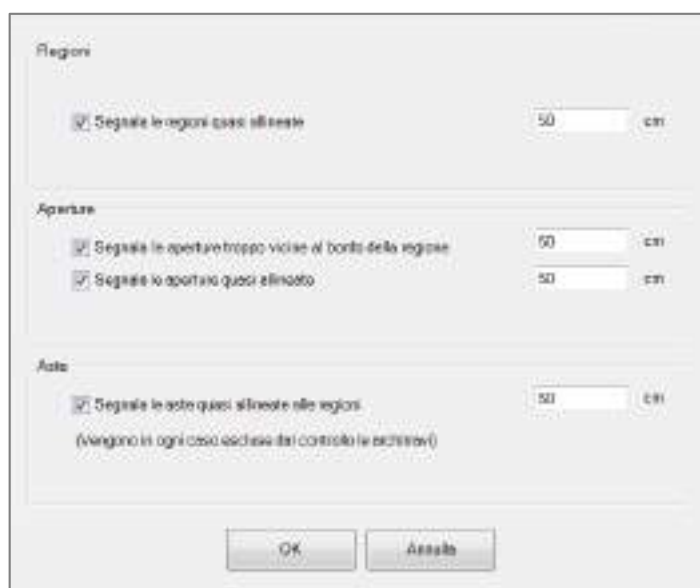 Regioni
Segnala le regioni quasi allineate 50 cm
Aperture
Segnala le aperture troppo vicine al bordo della regione 50 cm
Segnala le aperture quasi allineate 50 cm
Aste
Segnala le aste quasi allineate alle regioni 50 cm
(Vengono in ogni caso escluse dal controllo le architravi)
OK Annulla